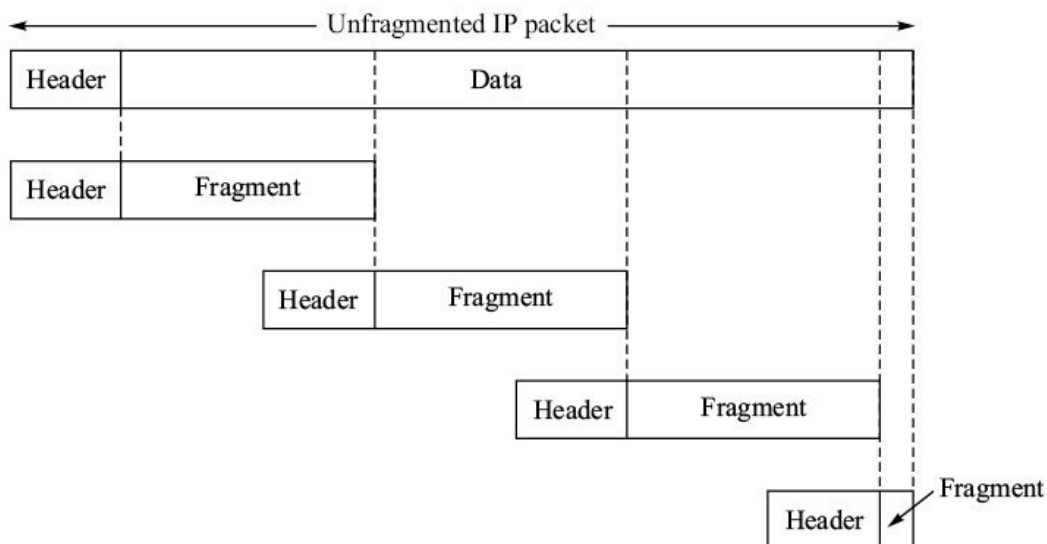 Unfragmented IP packet
Header Data
Header Fragment
Header Fragment
Header Fragment
Fragment
Header